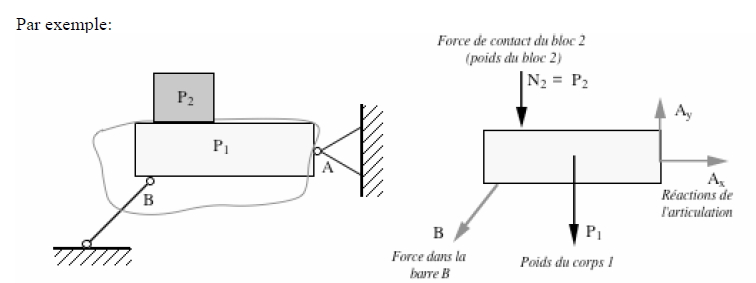 Par exemple:
P2
P1
A
B
Force de contact du bloc 2
(poids du bloc 2)
N2 = P2
Ay
Ax
Réactions de
l'articulation
B
Force dans la
barre B
P1
Poids du corps 1